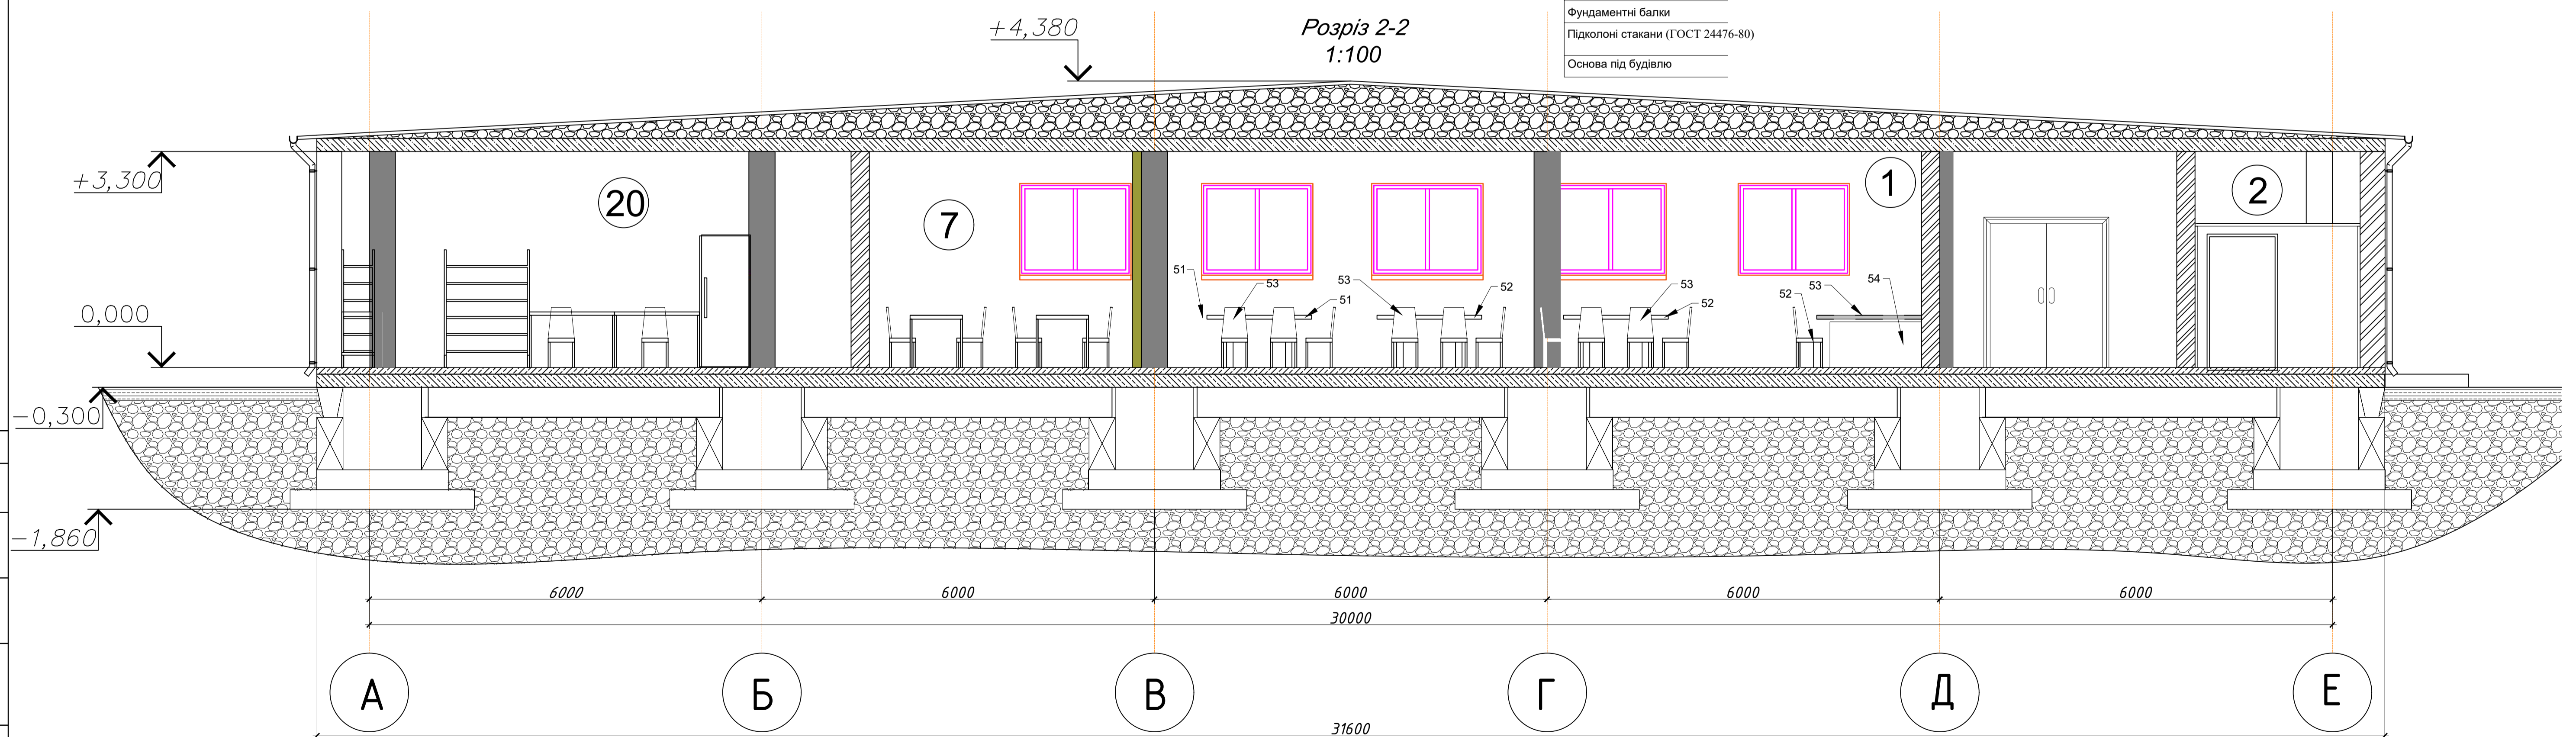 Фундаментні балки
Підколоні стакани (ГОСТ 24476-80)
Основа під будівлю
Розріз 2-2
1:100
+4,380
+3,300
0,000
-0,300
-1,860
20
7
1
2
51
53
51
53
52
53
52
52
53
54
6000
6000
6000
6000
6000
30000
А
Б
В
Г
Д
Е
31600